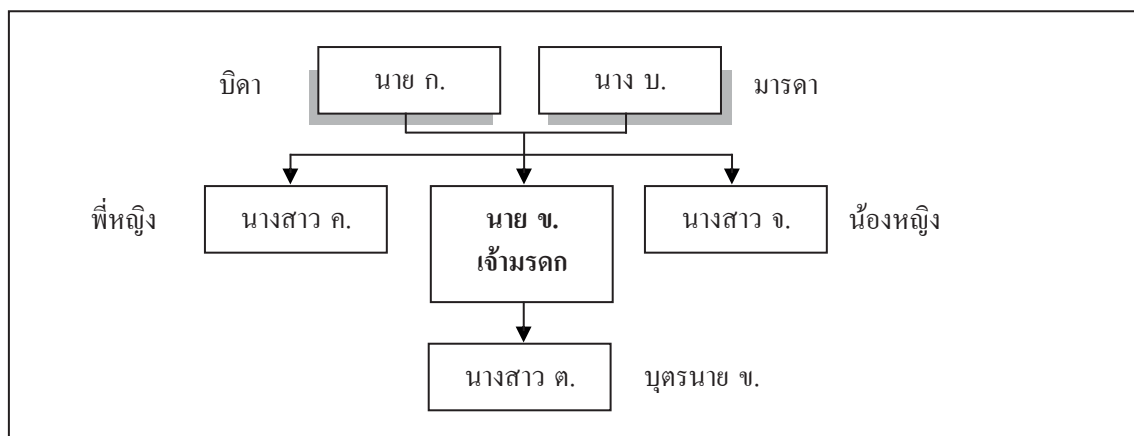 บิดา นาย ก. นาง บ. มารดา
พี่หญิง นางสาว ค. นาย ข. นางสาว จ. น้องหญิง
เจ้ามรดก
นางสาว ต. บุตรนาย ข.